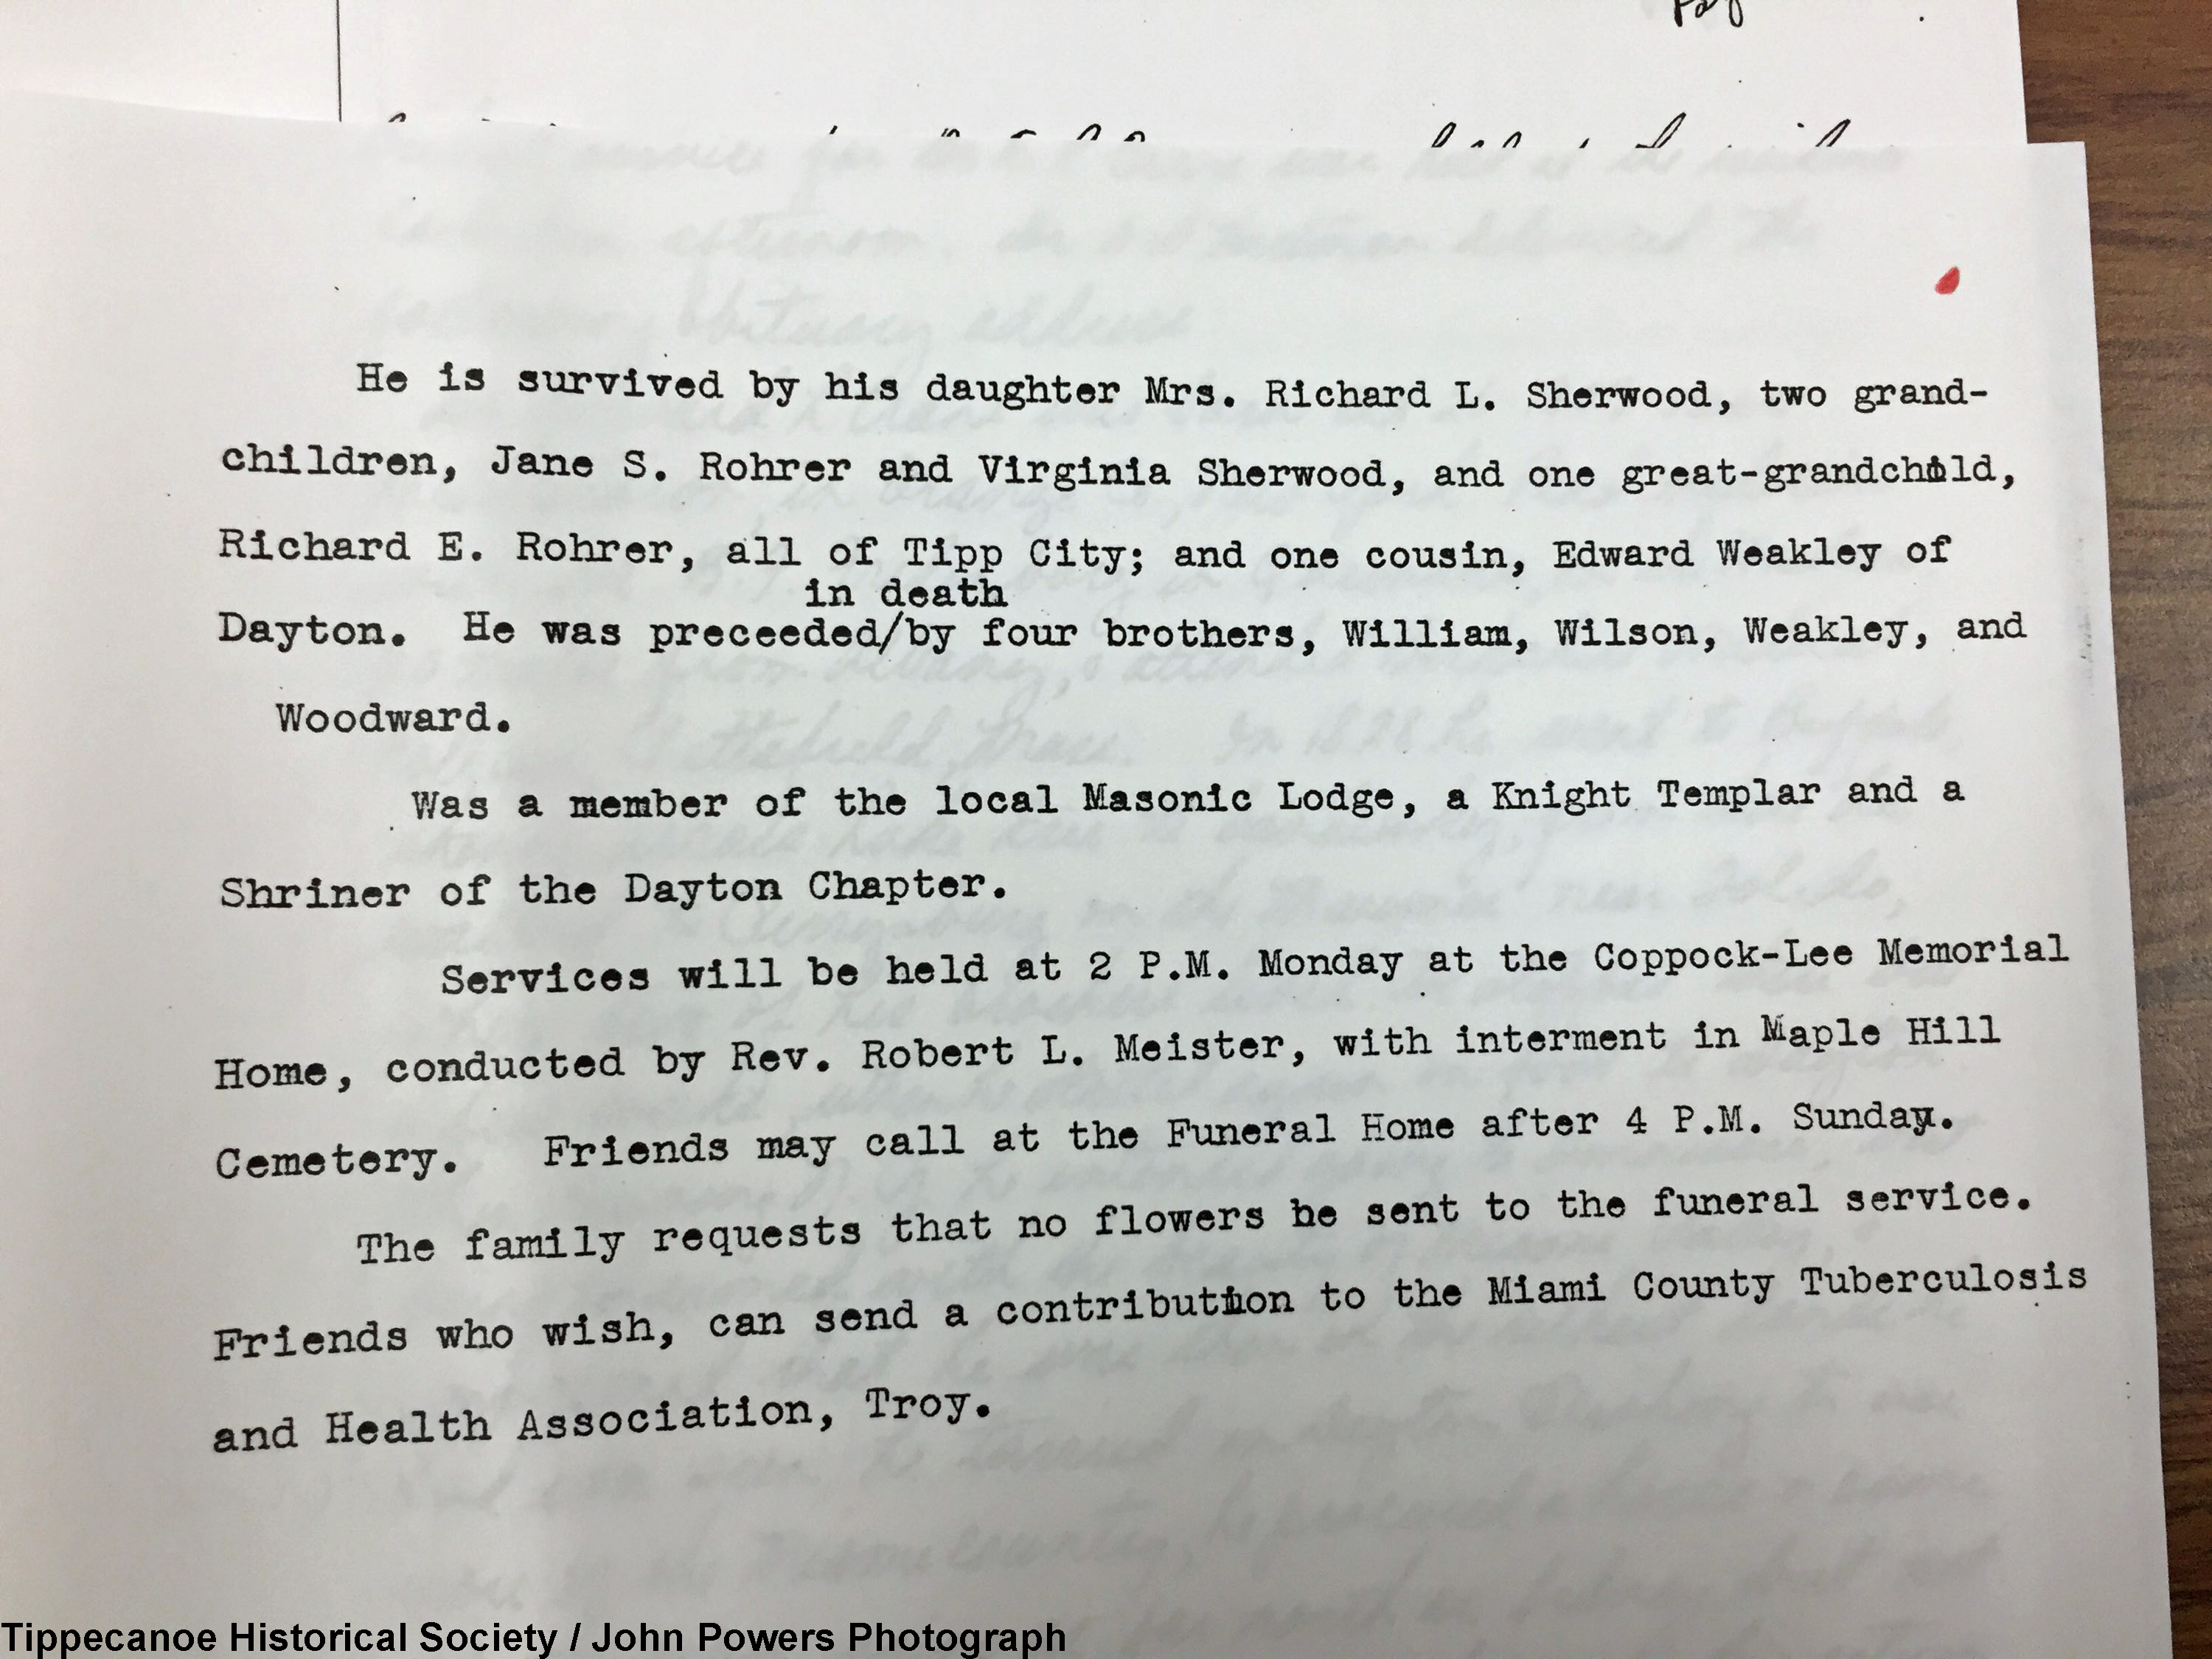 He is survived by his daughter Mrs. Richard L. Sherwood, two grand-
children, Jane S. Rohrer and Virginia Sherwood, and one great-grandchild,
Richard E. Rohrer, all of Tipp City; and one cousin, Edward Weakley of
in death
Dayton. He was preceeded/by four brothers, William, Wilson, Weakley, and
Woodward.
Was a member of the local Masonic Lodge, a Knight Templar and a
Shriner of the Dayton Chapter.
Services will be held at 2 P.M. Monday at the Coppock-Lee Memorial
Home, conducted by Rev. Robert L. Meister, with interment in Maple Hill
Cemetery. Friends may call at the Funeral Home after 4 P.M. Sunday.
The family requests that no flowers be sent to the funeral service.
Friends who wish, can send a contribution to the Miami County Tuberculosis
and Health Association, Troy.
Tippecanoe Historical Society / John Powers Photograph